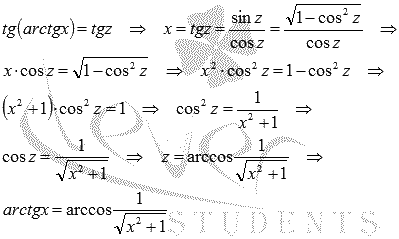 tg(arctgx) = tgz ⇒ x = tgz = sin z / cos z = √(1 − cos² z) / cos z ⇒
x · cos z = √(1 − cos² z) ⇒ x² · cos² z = 1 − cos² z ⇒
(x² + 1) · cos² z = 1 ⇒ cos² z = 1 / (x² + 1) ⇒
cos z = 1 / √(x² + 1) ⇒ z = arccos 1 / √(x² + 1) ⇒
arctgx = arccos 1 / √(x² + 1)
Clever
STUDENTS